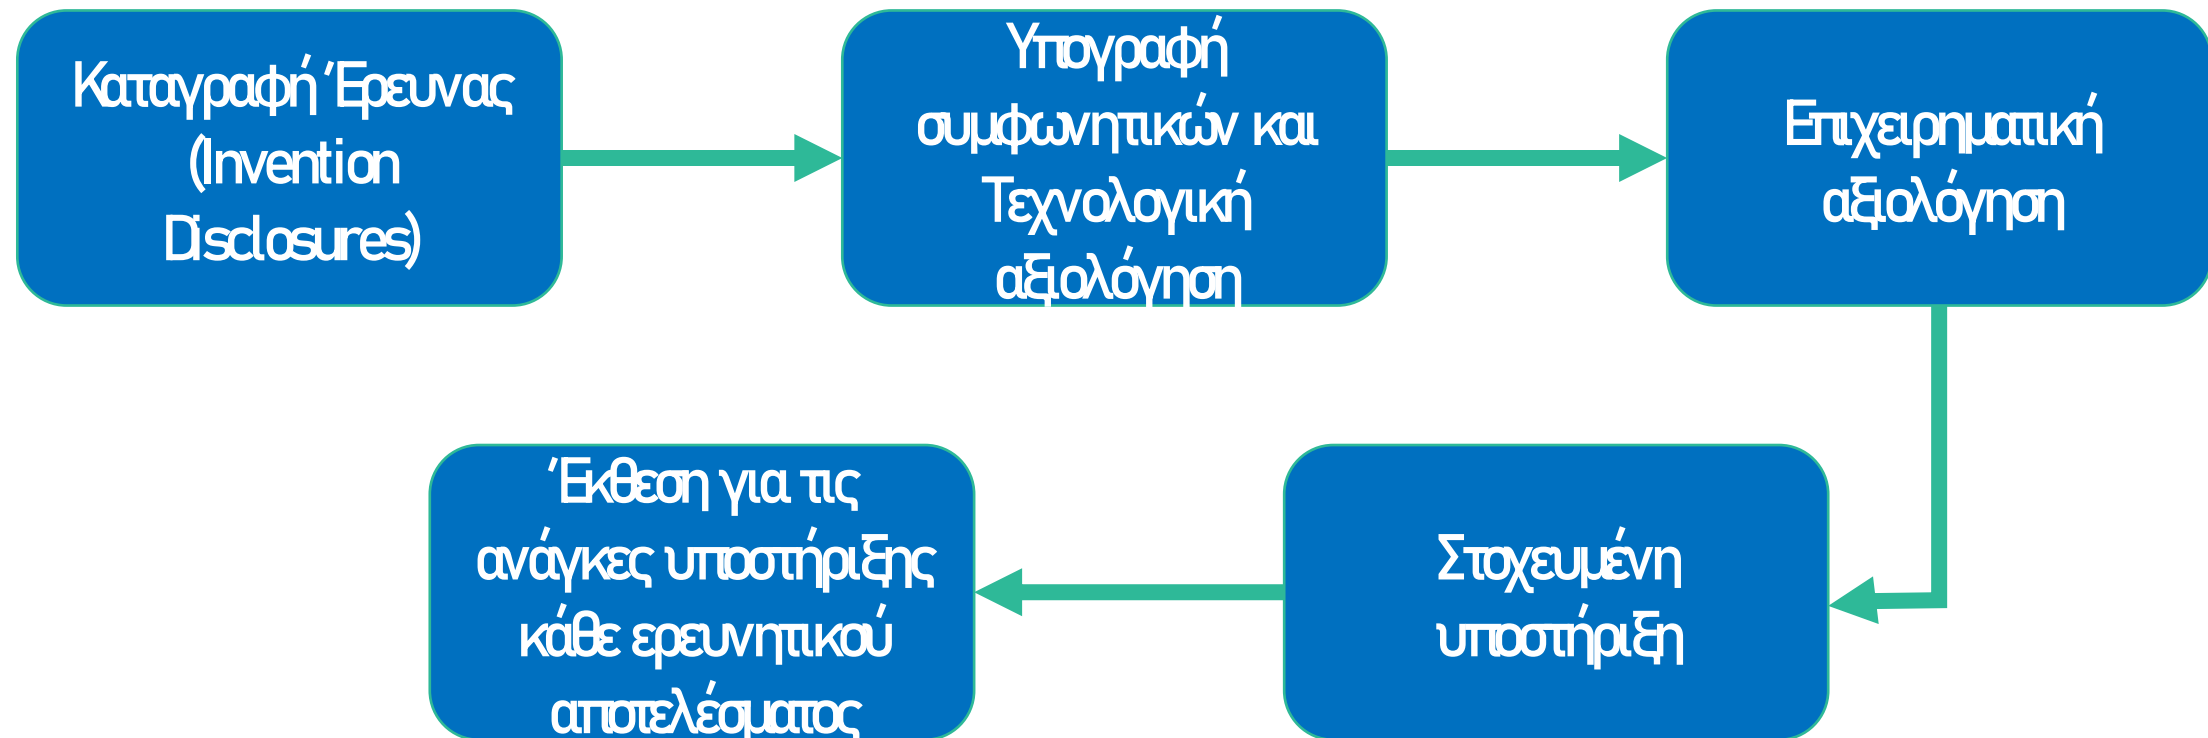 Καταγραφή Έρευνας
(Invention
Disclosures)
Υπογραφή
συμφωνητικών και
Τεχνολογική
αξιολόγηση
Επιχειρηματική
αξιολόγηση
Στοχευμένη
υποστήριξη
Έκθεση για τις
ανάγκες υποστήριξης
κάθε ερευνητικού
αποτελέσματος